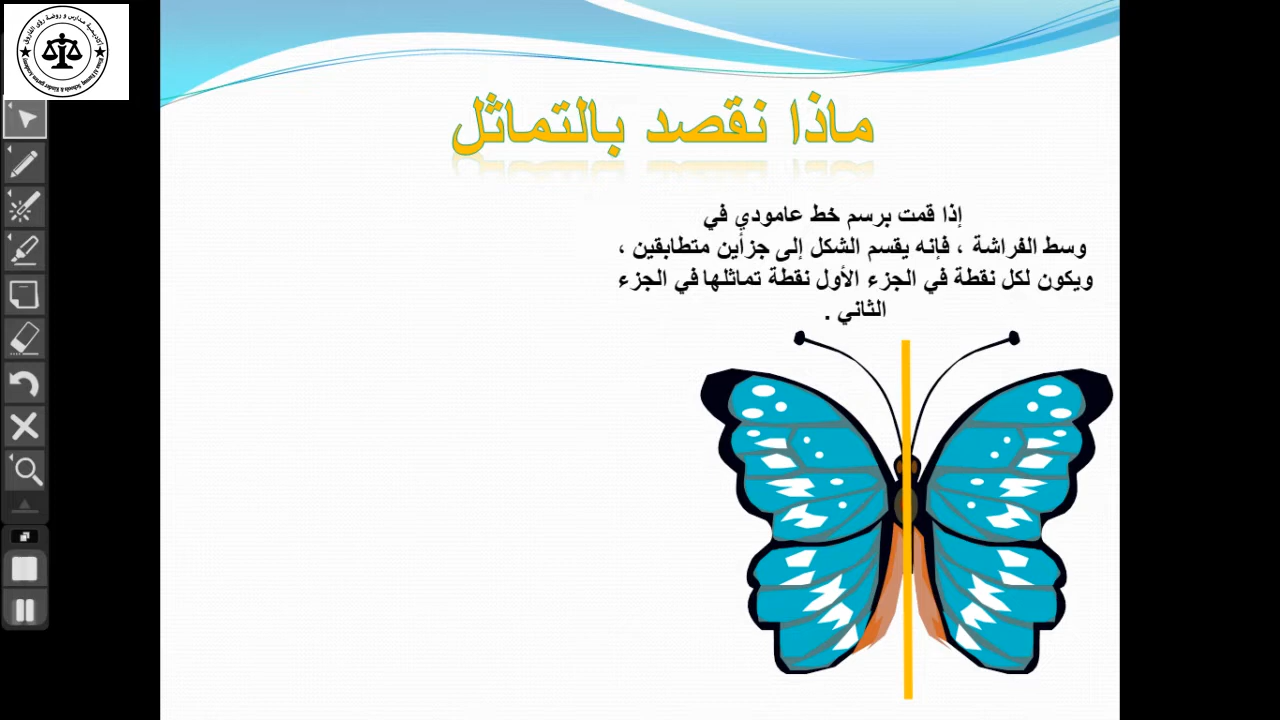 ماذا نقصد بالتماثل
إذا قمت برسم خط عامودي في
وسط الفراشة ، فإنه يقسم الشكل إلى جزأين متطابقين ،
ويكون لكل نقطة في الجزء الأول نقطة تماثلها في الجزء
الثاني .